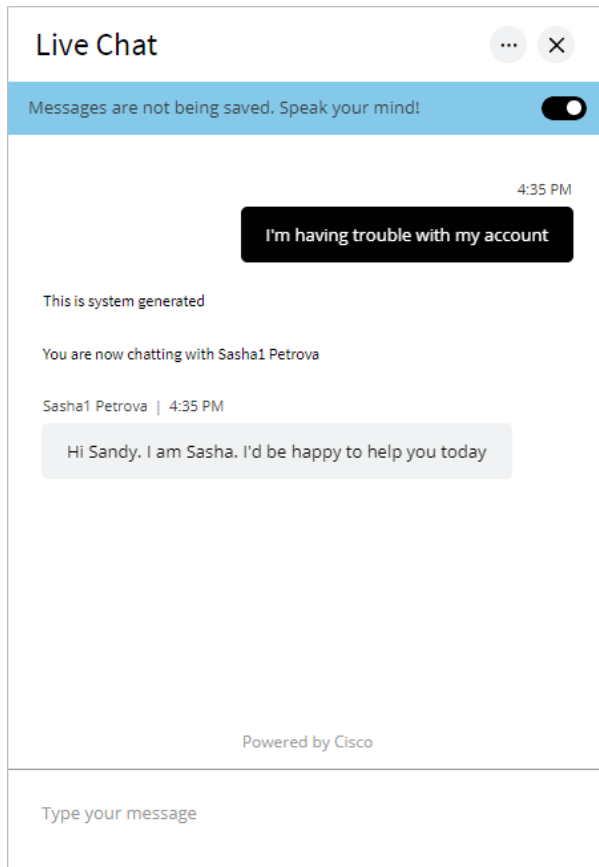 Live Chat
Messages are not being saved. Speak your mind!
4:35 PM
I'm having trouble with my account
This is system generated
You are now chatting with Sasha1 Petrova
Sasha1 Petrova | 4:35 PM
Hi Sandy. I am Sasha. I'd be happy to help you today
Powered by Cisco
Type your message